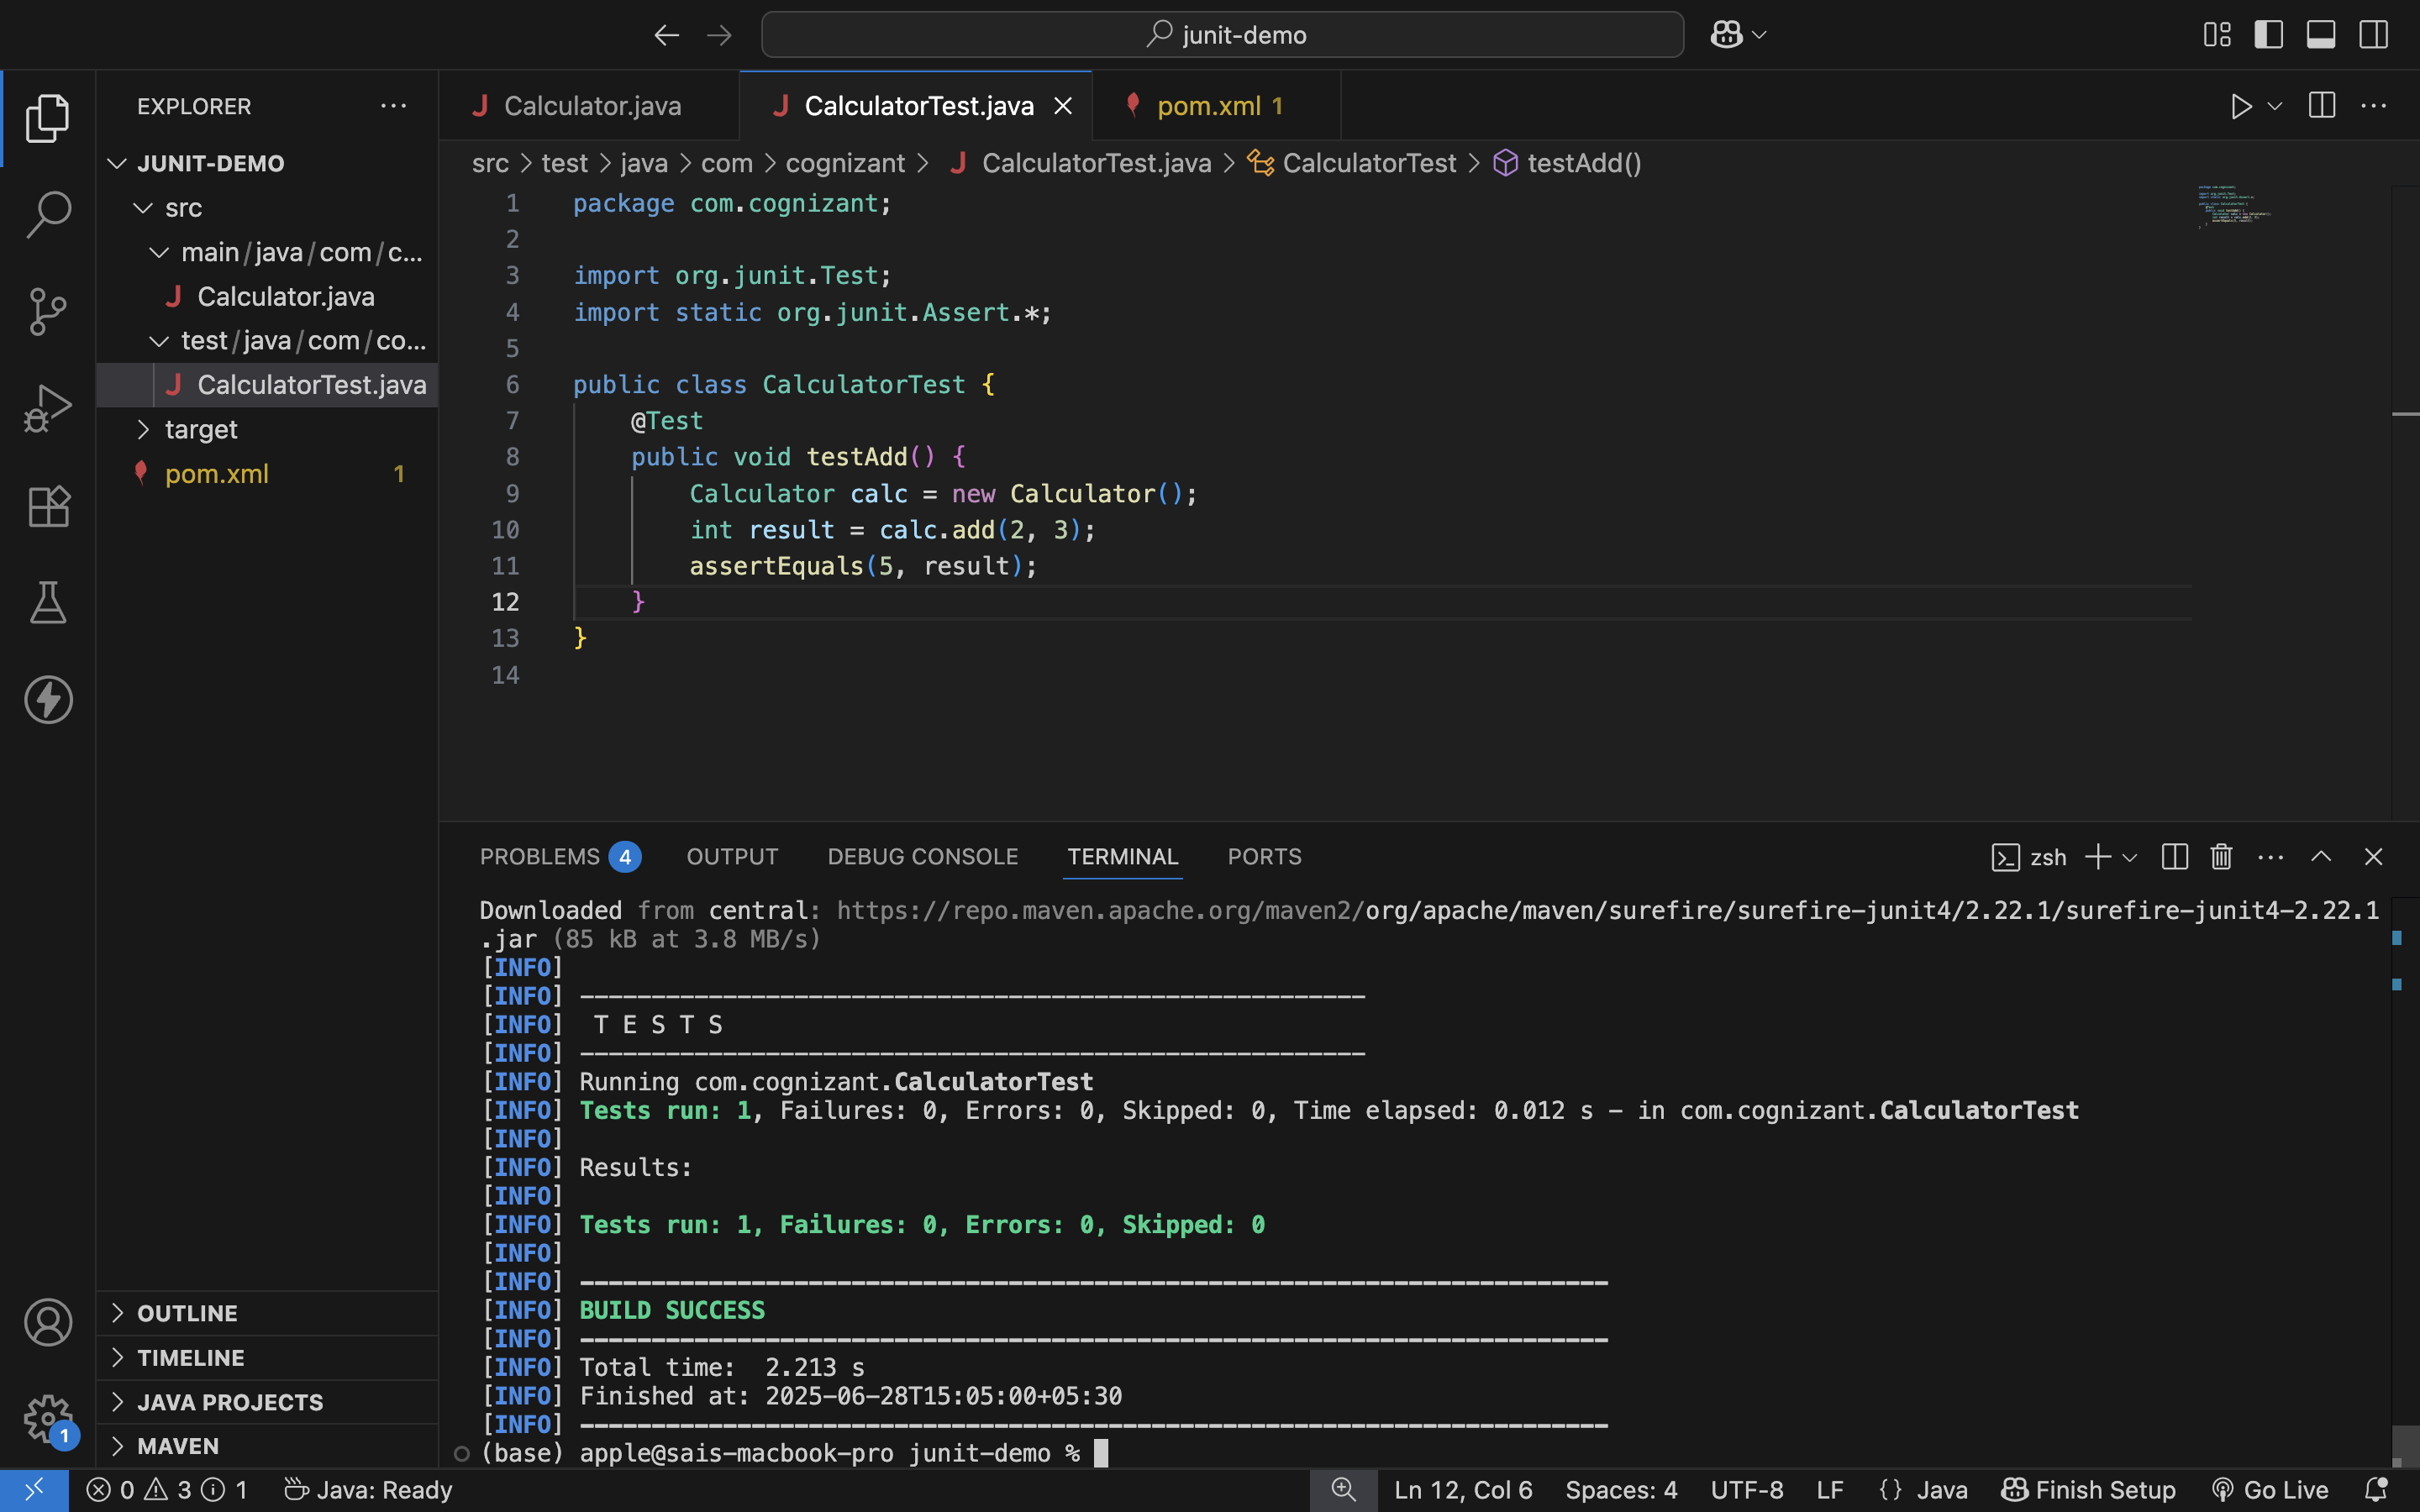 junit-demo
EXPLORER
JUNIT-DEMO
src
main/java/com/c...
Calculator.java
test/java/com/co...
CalculatorTest.java
target
pom.xml 1
OUTLINE
TIMELINE
JAVA PROJECTS
MAVEN
1
Calculator.java
CalculatorTest.java
pom.xml 1
src > test > java > com > cognizant > CalculatorTest.java > CalculatorTest > testAdd()
1 package com.cognizant;
2
3 import org.junit.Test;
4 import static org.junit.Assert.*;
5
6 public class CalculatorTest {
7 @Test
8 public void testAdd() {
9 Calculator calc = new Calculator();
10 int result = calc.add(2, 3);
11 assertEquals(5, result);
12 }
13 }
14
PROBLEMS 4 OUTPUT DEBUG CONSOLE TERMINAL PORTS
zsh
Downloaded from central: https://repo.maven.apache.org/maven2/org/apache/maven/surefire/surefire-junit4/2.22.1/surefire-junit4-2.22.1
.jar (85 kB at 3.8 MB/s)
[INFO]
[INFO] -------------------------------------------------------
[INFO]  T E S T S
[INFO] -------------------------------------------------------
[INFO] Running com.cognizant.CalculatorTest
[INFO] Tests run: 1, Failures: 0, Errors: 0, Skipped: 0, Time elapsed: 0.012 s - in com.cognizant.CalculatorTest
[INFO]
[INFO] Results:
[INFO]
[INFO] Tests run: 1, Failures: 0, Errors: 0, Skipped: 0
[INFO]
[INFO] ------------------------------------------------------------------------
[INFO] BUILD SUCCESS
[INFO] ------------------------------------------------------------------------
[INFO] Total time:  2.213 s
[INFO] Finished at: 2025-06-28T15:05:00+05:30
[INFO] ------------------------------------------------------------------------
(base) apple@sais-macbook-pro junit-demo %
0 3 1 Java: Ready
Ln 12, Col 6 Spaces: 4 UTF-8 LF {} Java Finish Setup Go Live